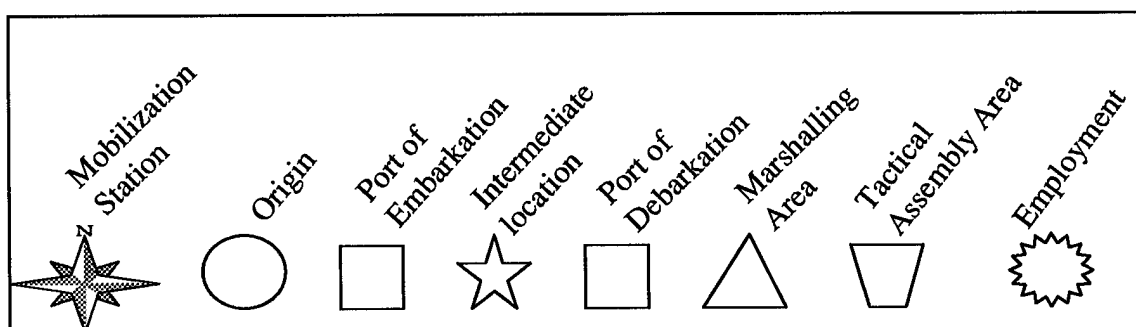 Mobilization
Station
Origin
Port of
Embarkation
Intermediate
location
Port of
Debarkation
Marshalling
Area
Tactical
Assembly Area
Employment
N